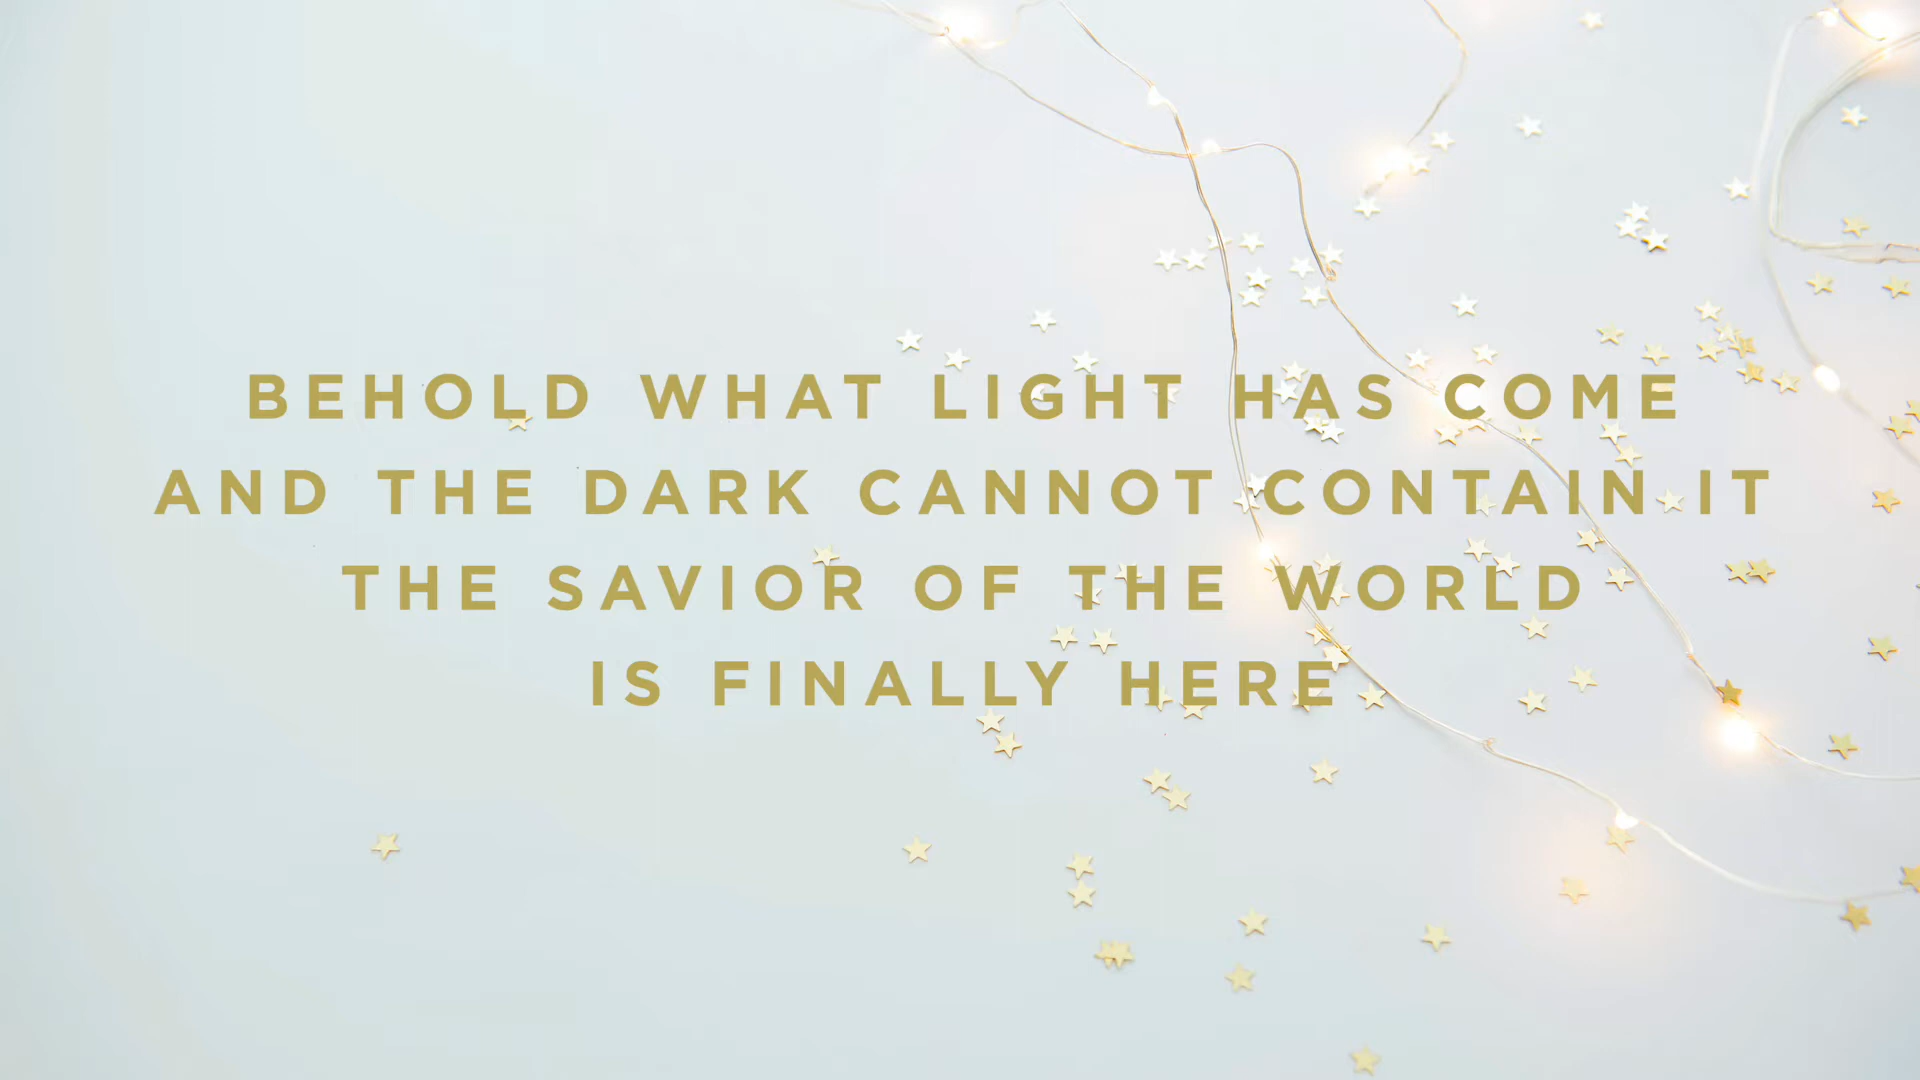 BEHOLD WHAT LIGHT HAS COME
AND THE DARK CANNOT CONTAIN IT
THE SAVIOR OF THE WORLD
IS FINALLY HERE